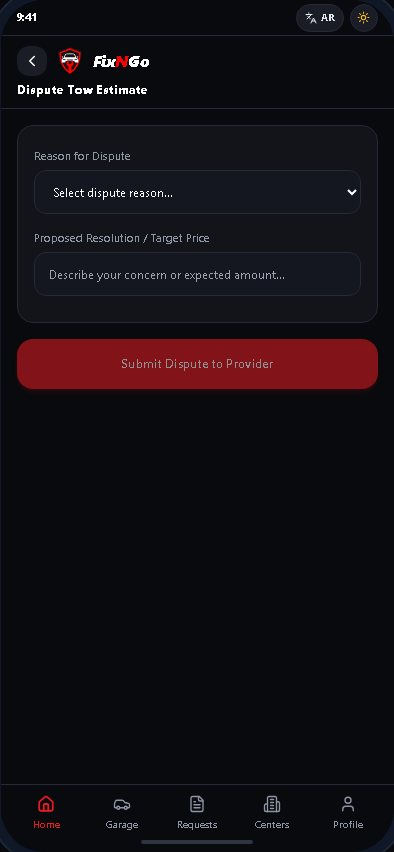 9:41
AR
FixNGo
Dispute Tow Estimate
Reason for Dispute
Select dispute reason...
Proposed Resolution / Target Price
Describe your concern or expected amount...
Submit Dispute to Provider
Home
Garage
Requests
Centers
Profile